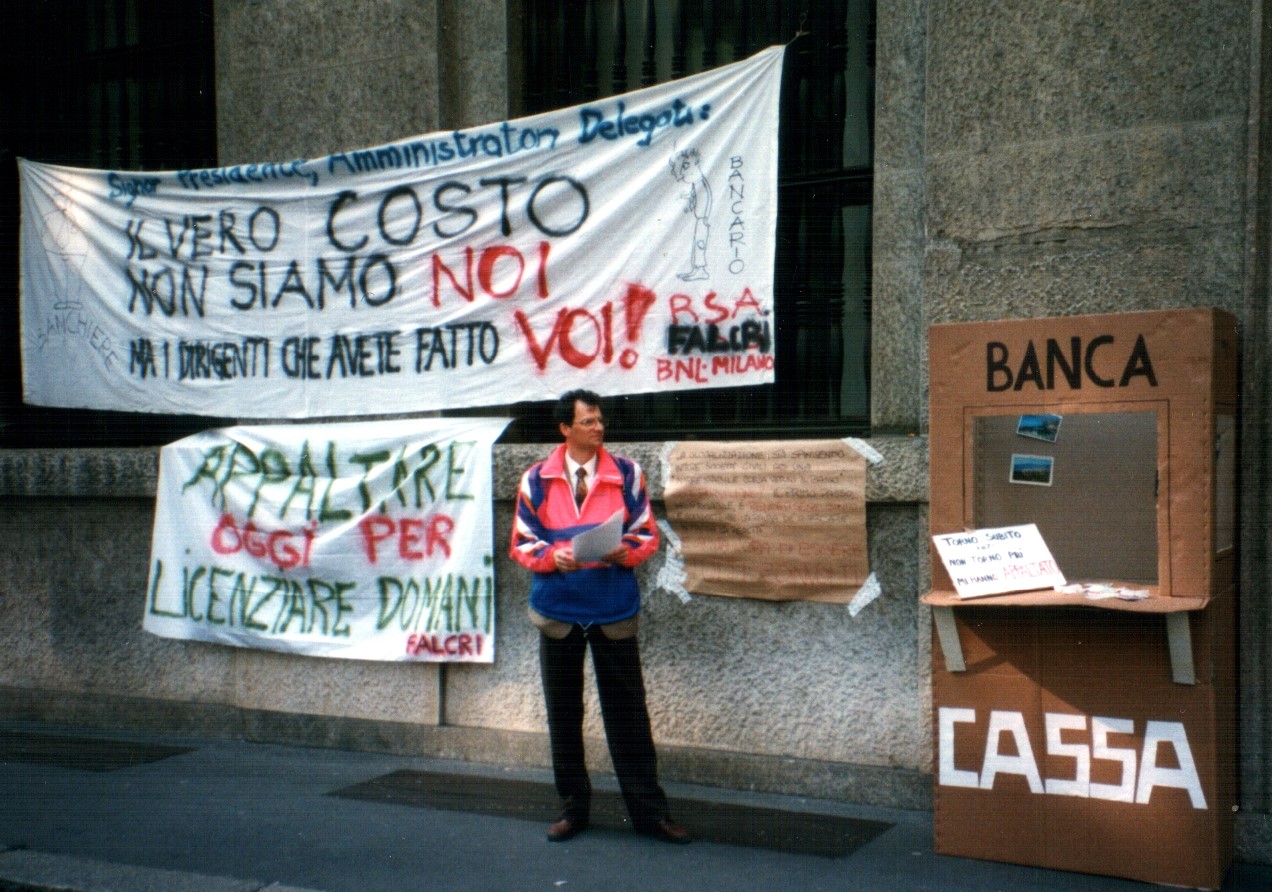 Signor Presidente, Amministratori Delegati:
IL VERO COSTO
NON SIAMO NOI
MA I DIRIGENTI CHE AVETE FATTO VOI!!
BANCHIERE
BANCARIO
R.S.A.
FALCRI
BNL-MILANO
APPALTARE
OGGI PER
LICENZIARE DOMANI
FALCRI
BANCA
TORNO SUBITO
NON TORNO PIÙ
MI HANNO APPALTATO
CASSA